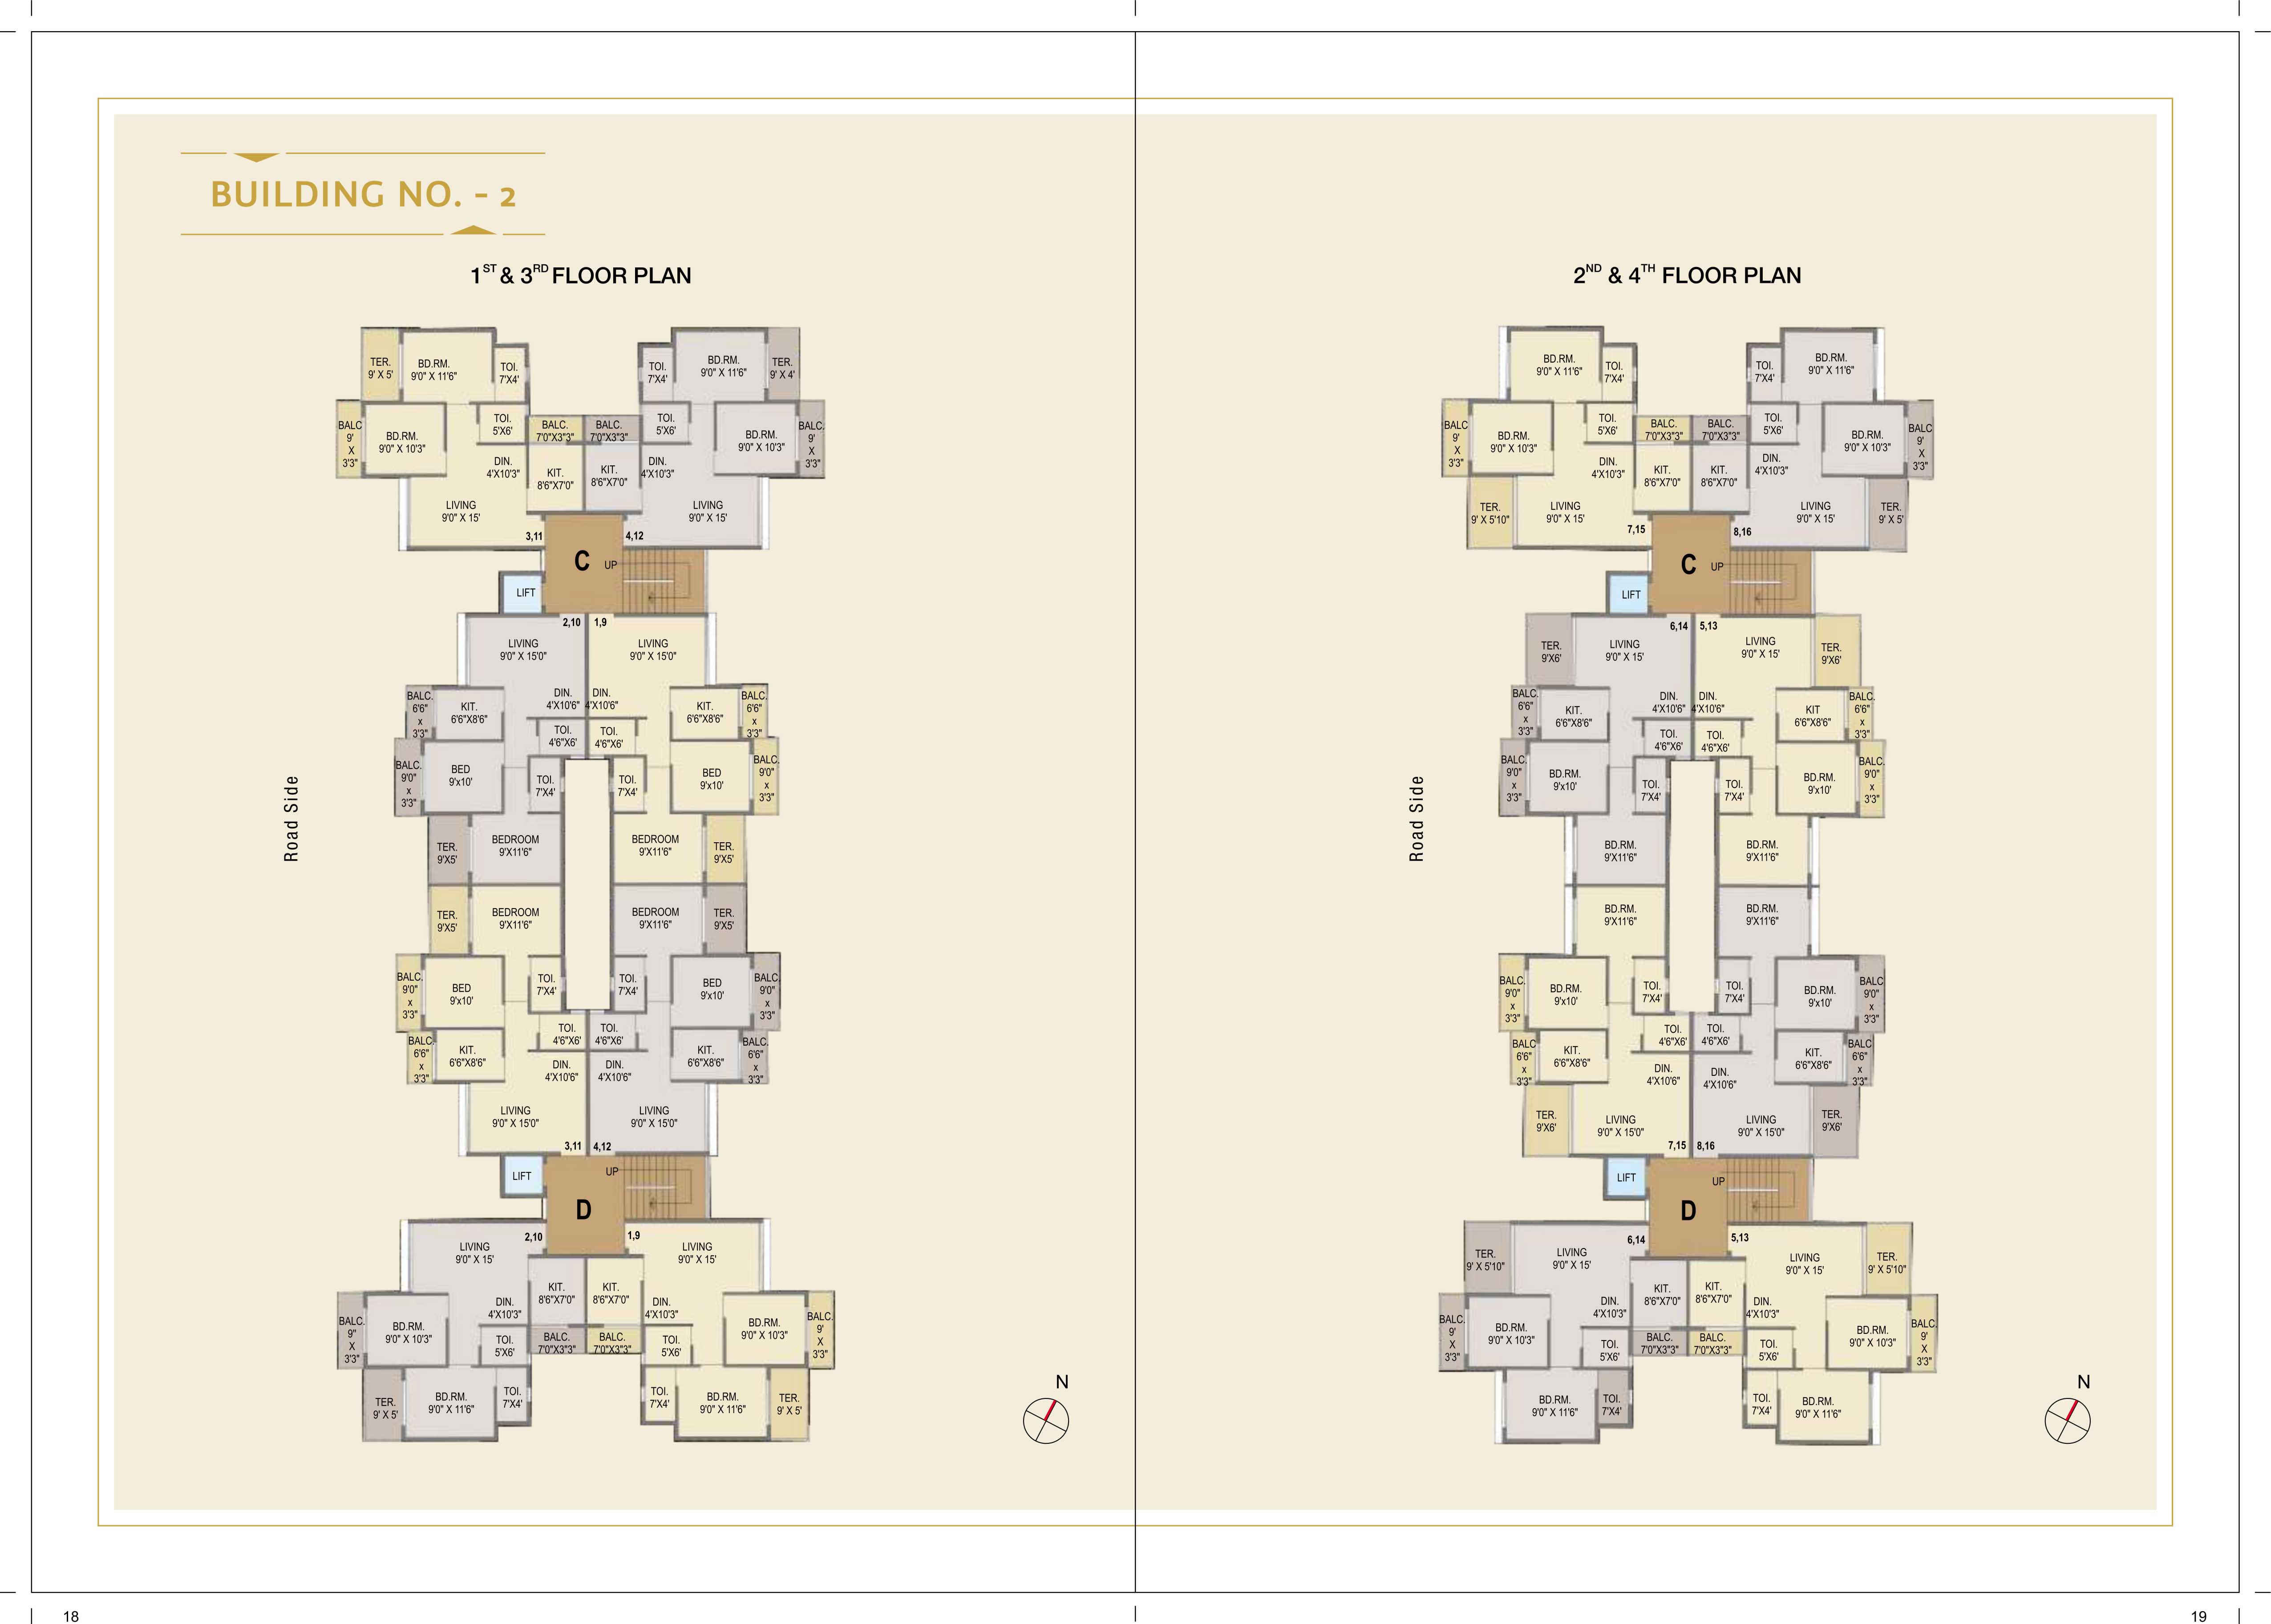 BUILDING NO. - 2
1ST & 3RD FLOOR PLAN
TER.
9' X 5'
BD.RM.
9'0" X 11'6"
TOI.
7'X4'
TOI.
7'X4'
BD.RM.
9'0" X 11'6"
TER.
9' X 4'
BALC
9'
X
3'3"
BD.RM.
9'0" X 10'3"
TOI.
5'X6'
BALC.
7'0"X3'3"
BALC.
7'0"X3'3"
TOI.
5'X6'
BD.RM.
9'0" X 10'3"
BALC.
9'
X
3'3"
DIN.
4'X10'3"
KIT.
8'6"X7'0"
KIT.
8'6"X7'0"
DIN.
4'X10'3"
LIVING
9'0" X 15'
LIVING
9'0" X 15'
3,11
4,12
C
UP
LIFT
2,10
1,9
LIVING
9'0" X 15'0"
LIVING
9'0" X 15'0"
BALC.
6'6"
x
3'3"
KIT.
6'6"X8'6"
DIN.
4'X10'6"
DIN.
4'X10'6"
KIT.
6'6"X8'6"
BALC.
6'6"
x
3'3"
TOI.
4'6"X6'
TOI.
4'6"X6'
BALC.
9'0"
x
3'3"
BED
9'x10'
TOI.
7'X4'
TOI.
7'X4'
BED
9'x10'
BALC.
9'0"
x
3'3"
Road Side
TER.
9'X5'
BEDROOM
9'X11'6"
BEDROOM
9'X11'6"
TER.
9'X5'
TER.
9'X5'
BEDROOM
9'X11'6"
BEDROOM
9'X11'6"
TER.
9'X5'
BALC.
9'0"
x
3'3"
BED
9'x10'
TOI.
7'X4'
TOI.
7'X4'
BED
9'x10'
BALC.
9'0"
x
3'3"
TOI.
4'6"X6'
TOI.
4'6"X6'
BALC
6'6"
x
3'3"
KIT.
6'6"X8'6"
DIN.
4'X10'6"
DIN.
4'X10'6"
KIT.
6'6"X8'6"
BALC.
6'6"
x
3'3"
LIVING
9'0" X 15'0"
LIVING
9'0" X 15'0"
3,11
4,12
LIFT
UP
D
2,10
1,9
LIVING
9'0" X 15'
LIVING
9'0" X 15'
KIT.
8'6"X7'0"
KIT.
8'6"X7'0"
DIN.
4'X10'3"
DIN.
4'X10'3"
BALC.
9"
X
3'3"
BD.RM.
9'0" X 10'3"
TOI.
5'X6'
BALC.
7'0"X3'3"
BALC.
7'0"X3'3"
TOI.
5'X6'
BD.RM.
9'0" X 10'3"
BALC.
9'
X
3'3"
TER.
9' X 5'
BD.RM.
9'0" X 11'6"
TOI.
7'X4'
TOI.
7'X4'
BD.RM.
9'0" X 11'6"
TER.
9' X 5'
N
18
2ND & 4TH FLOOR PLAN
BD.RM.
9'0" X 11'6"
TOI.
7'X4'
TOI.
7'X4'
BD.RM.
9'0" X 11'6"
BALC
9'
X
3'3"
BD.RM.
9'0" X 10'3"
TOI.
5'X6'
BALC.
7'0"X3'3"
BALC.
7'0"X3'3"
TOI.
5'X6'
BD.RM.
9'0" X 10'3"
BALC
9'
X
3'3"
DIN.
4'X10'3"
KIT.
8'6"X7'0"
KIT.
8'6"X7'0"
DIN.
4'X10'3"
TER.
9' X 5'10"
LIVING
9'0" X 15'
LIVING
9'0" X 15'
TER.
9' X 5'
7,15
8,16
C
UP
LIFT
6,14
5,13
TER.
9'X6'
LIVING
9'0" X 15'
LIVING
9'0" X 15'
TER.
9'X6'
BALC.
6'6"
x
3'3"
KIT.
6'6"X8'6"
DIN.
4'X10'6"
DIN.
4'X10'6"
KIT
6'6"X8'6"
BALC.
6'6"
x
3'3"
TOI.
4'6"X6'
TOI.
4'6"X6'
BALC.
9'0"
x
3'3"
BD.RM.
9'x10'
TOI.
7'X4'
TOI.
7'X4'
BD.RM.
9'x10'
BALC.
9'0"
x
3'3"
Road Side
BD.RM.
9'X11'6"
BD.RM.
9'X11'6"
BD.RM.
9'X11'6"
BD.RM.
9'X11'6"
BALC.
9'0"
x
3'3"
BD.RM.
9'x10'
TOI.
7'X4'
TOI.
7'X4'
BD.RM.
9'x10'
BALC
9'0"
x
3'3"
TOI.
4'6"X6'
TOI.
4'6"X6'
BALC
6'6"
x
3'3"
KIT.
6'6"X8'6"
DIN.
4'X10'6"
DIN.
4'X10'6"
KIT.
6'6"X8'6"
BALC
6'6"
x
3'3"
TER.
9'X6'
LIVING
9'0" X 15'0"
LIVING
9'0" X 15'0"
TER.
9'X6'
7,15
8,16
LIFT
UP
D
6,14
5,13
TER.
9' X 5'10"
LIVING
9'0" X 15'
LIVING
9'0" X 15'
TER.
9' X 5'10"
KIT.
8'6"X7'0"
KIT.
8'6"X7'0"
DIN.
4'X10'3"
DIN.
4'X10'3"
BALC.
9'
X
3'3"
BD.RM.
9'0" X 10'3"
TOI.
5'X6'
BALC.
7'0"X3'3"
BALC.
7'0"X3'3"
TOI.
5'X6'
BD.RM.
9'0" X 10'3"
BALC.
9'
X
3'3"
BD.RM.
9'0" X 11'6"
TOI.
7'X4'
TOI.
7'X4'
BD.RM.
9'0" X 11'6"
N
19